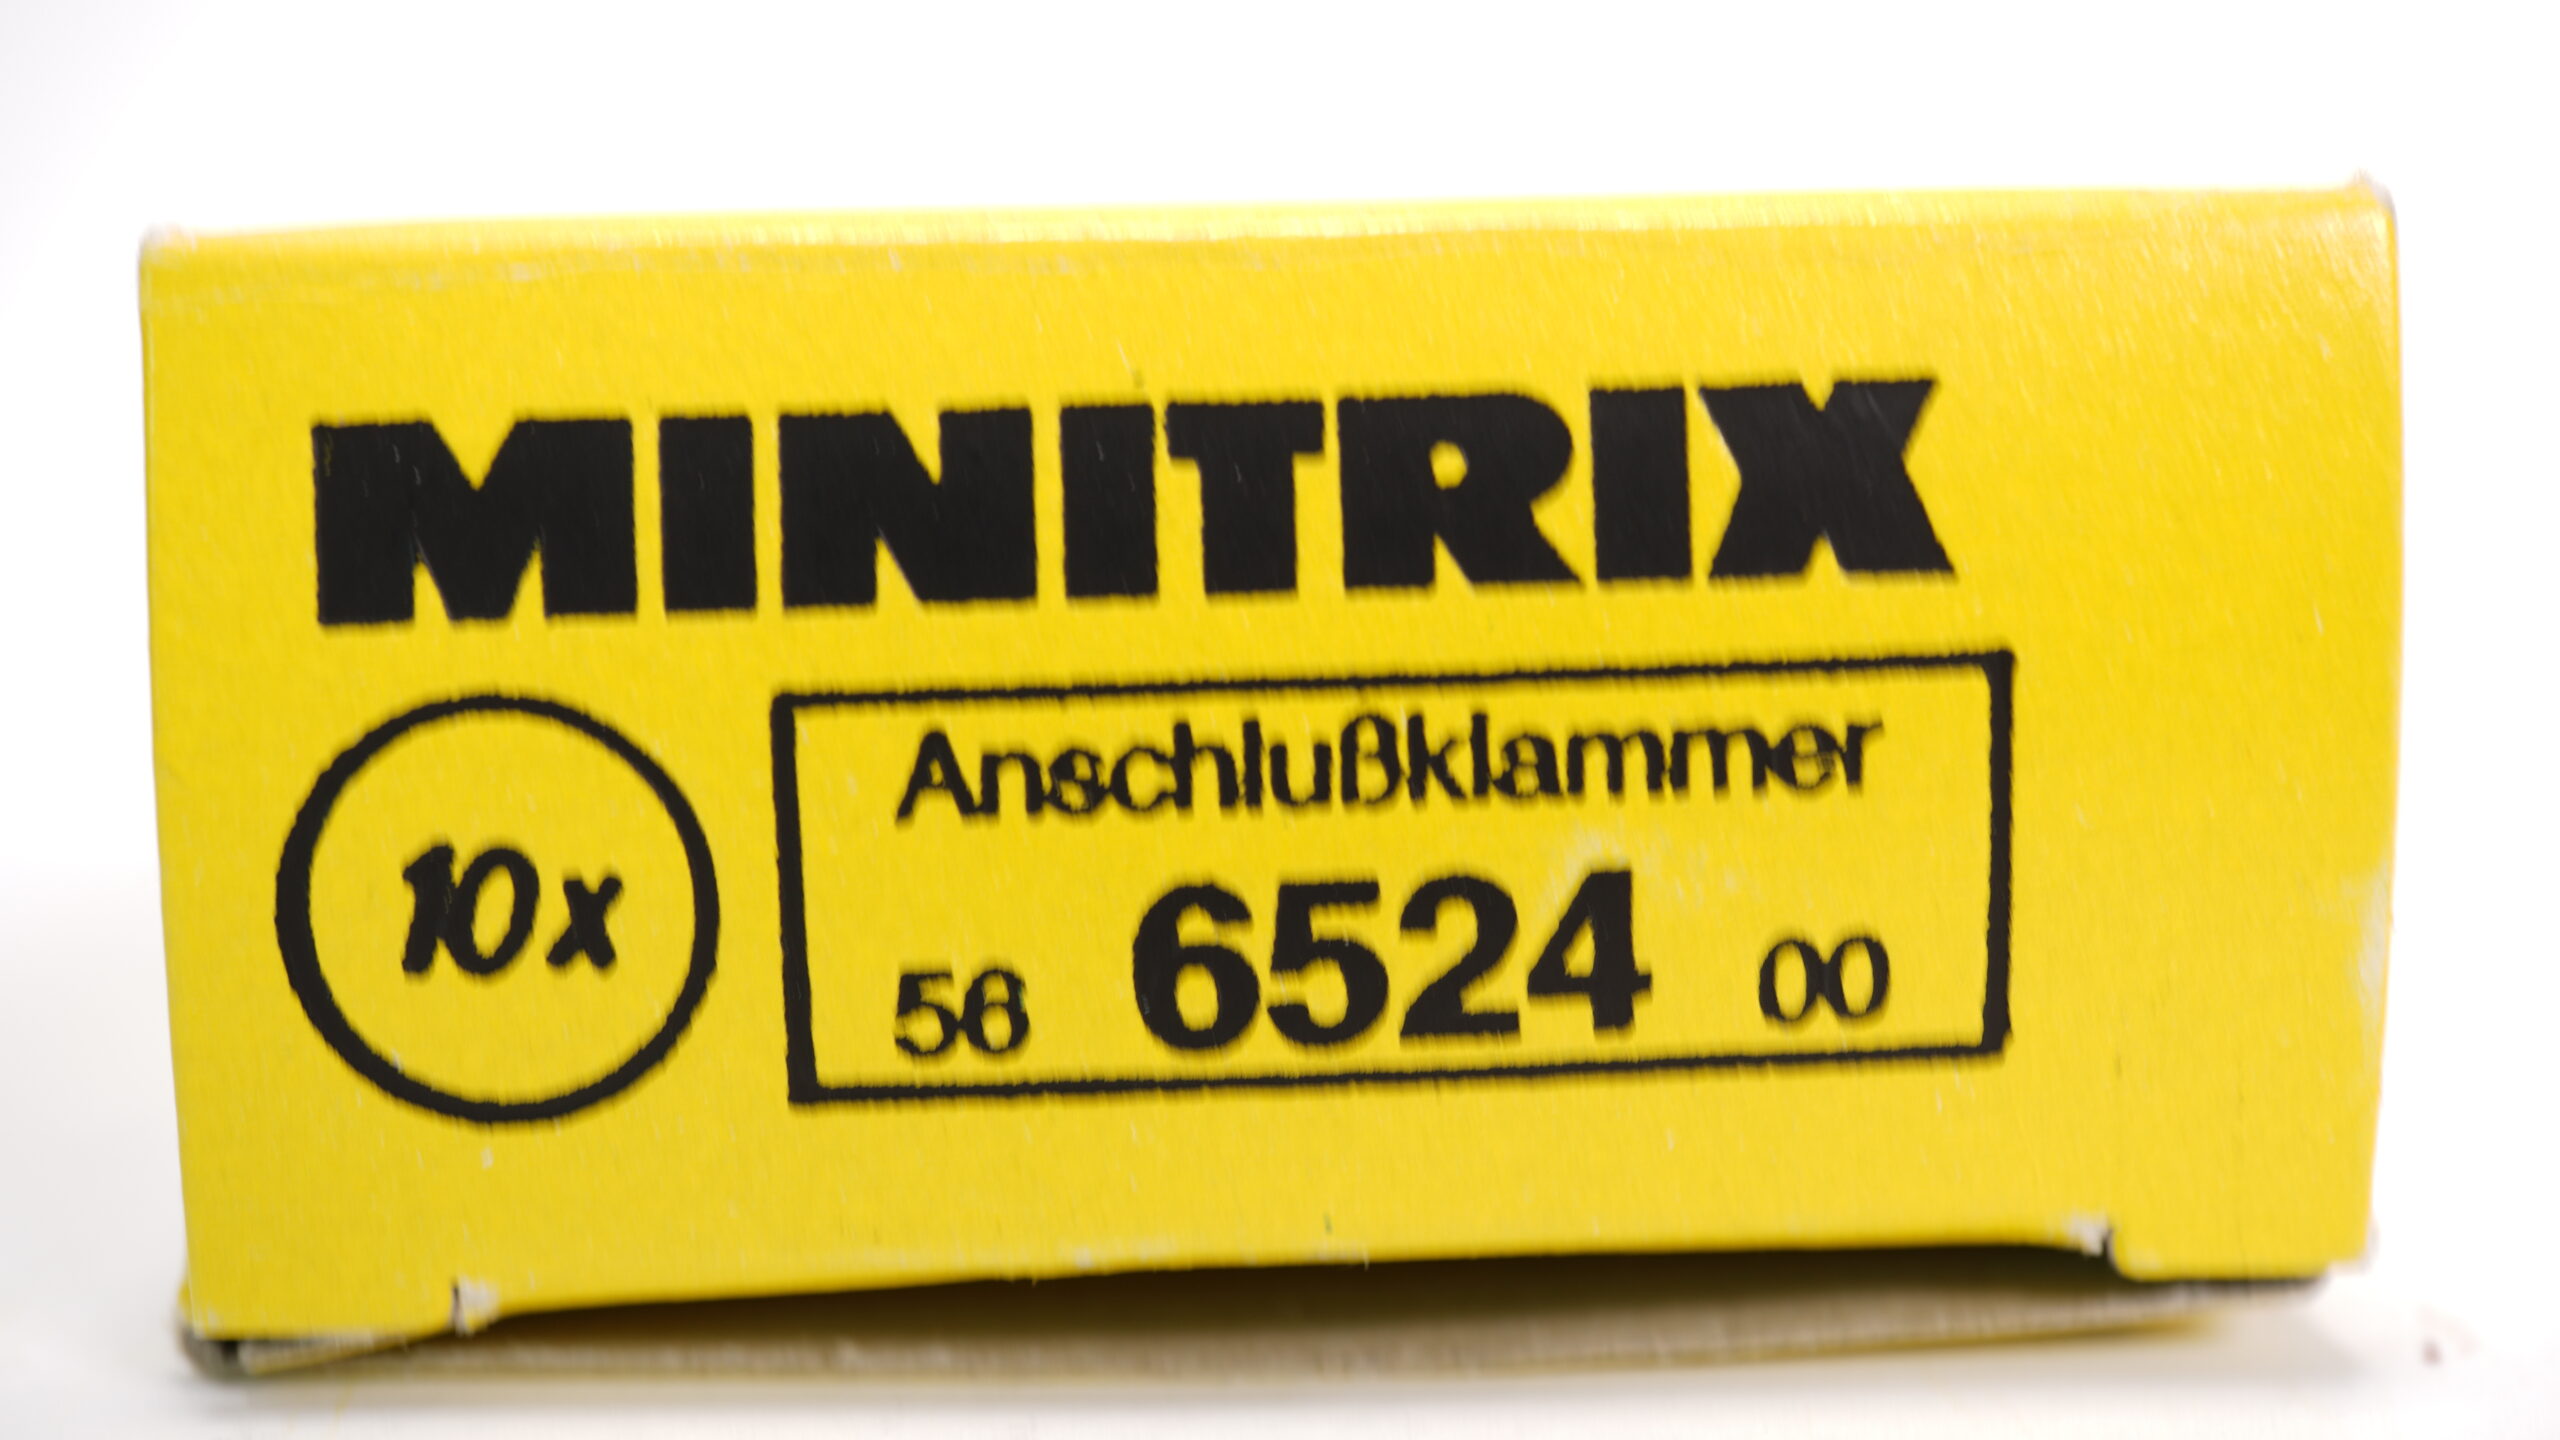 MINITRIX
10x
Anschlußklammer
56 6524 00